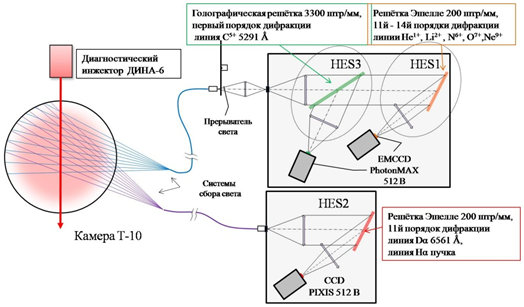 Голографическая решётка 3300 штр/мм,
первый порядок дифракции
линия C⁵⁺ 5291 Å
Решётка Эшелле 200 штр/мм,
11й - 14й порядки дифракции
линии He¹⁺, Li²⁺, N⁶⁺, O⁷⁺,Ne⁹⁺
Диагностический
инжектор ДИНА-6
HES3
HES1
Прерыватель
света
EMCCD
PhotonMAX
512 B
Системы
сбора света
Камера Т-10
HES2
Решётка Эшелле 200 штр/мм,
11й порядок дифракции
линия Dα 6561 Å,
линия Hα пучка
CCD
PIXIS 512 B